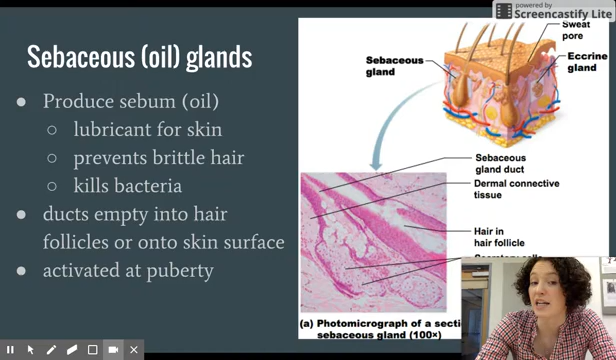 powered by
Screencastify Lite
Sebaceous (oil) glands
● Produce sebum (oil)
○ lubricant for skin
○ prevents brittle hair
○ kills bacteria
● ducts empty into hair
follicles or onto skin surface
● activated at puberty
Sweat
pore
Sebaceous
gland
Eccrine
gland
Sebaceous
gland duct
Dermal connective
tissue
Hair in
hair follicle
Secretory cells
(a) Photomicrograph of a secti
sebaceous gland (100×)